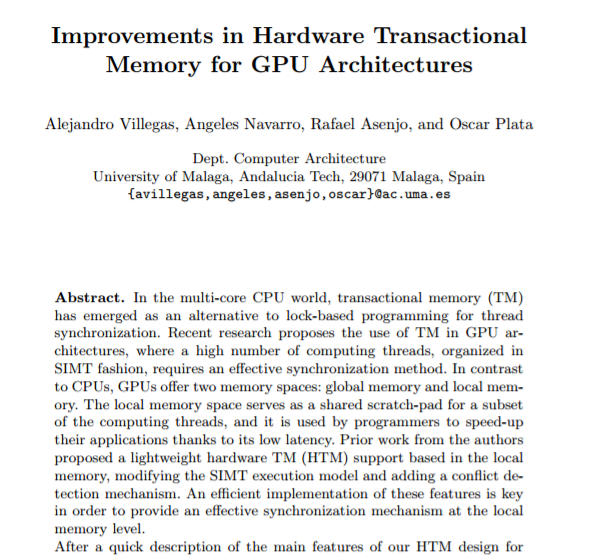 Improvements in Hardware Transactional
Memory for GPU Architectures
Alejandro Villegas, Angeles Navarro, Rafael Asenjo, and Oscar Plata
Dept. Computer Architecture
University of Malaga, Andalucia Tech, 29071 Malaga, Spain
{avillegas,angeles,asenjo,oscar}@ac.uma.es
Abstract. In the multi-core CPU world, transactional memory (TM)
has emerged as an alternative to lock-based programming for thread
synchronization. Recent research proposes the use of TM in GPU ar-
chitectures, where a high number of computing threads, organized in
SIMT fashion, requires an effective synchronization method. In contrast
to CPUs, GPUs offer two memory spaces: global memory and local mem-
ory. The local memory space serves as a shared scratch-pad for a subset
of the computing threads, and it is used by programmers to speed-up
their applications thanks to its low latency. Prior work from the authors
proposed a lightweight hardware TM (HTM) support based in the local
memory, modifying the SIMT execution model and adding a conflict de-
tection mechanism. An efficient implementation of these features is key
in order to provide an effective synchronization mechanism at the local
memory level.
After a quick description of the main features of our HTM design for